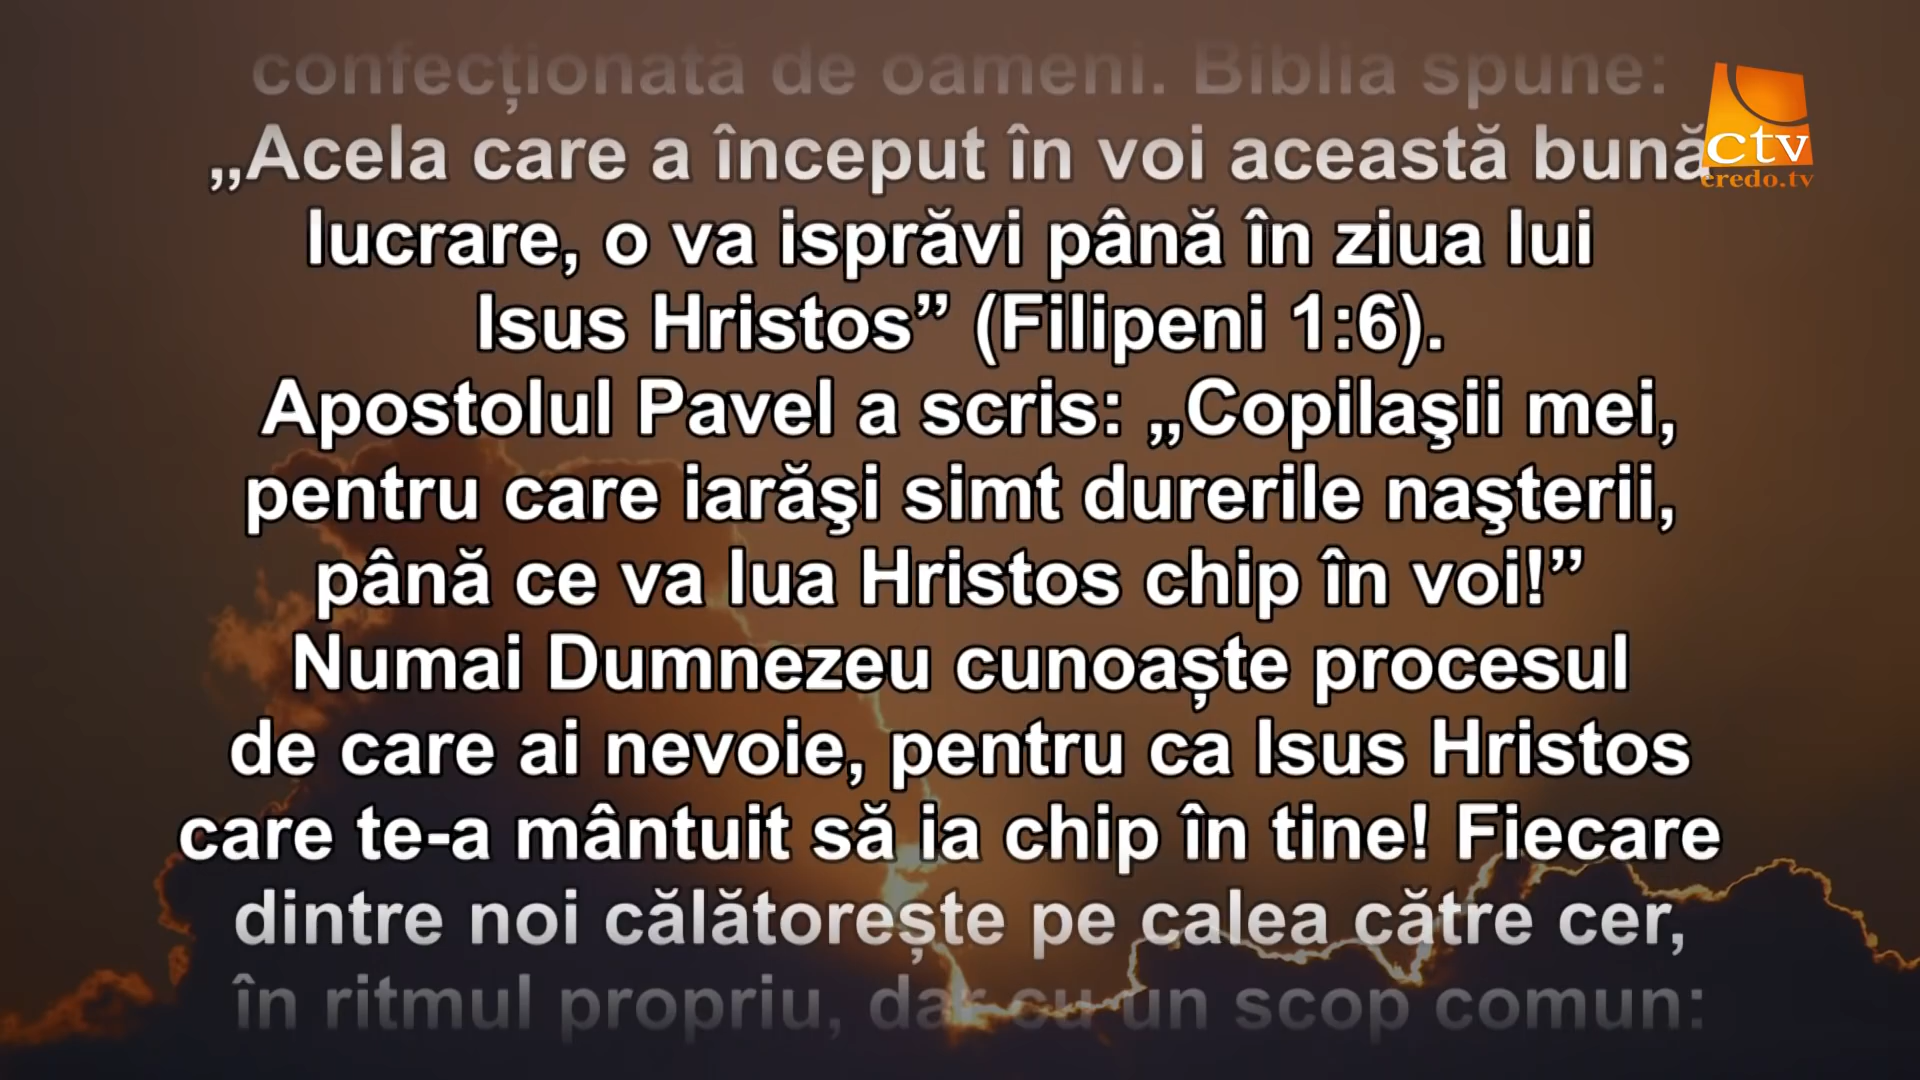 confecționată de oameni. Biblia spune:
„Acela care a început în voi această bună
lucrare, o va isprăvi până în ziua lui
Isus Hristos” (Filipeni 1:6).
Apostolul Pavel a scris: „Copilaşii mei,
pentru care iarăşi simt durerile naşterii,
până ce va lua Hristos chip în voi!”
Numai Dumnezeu cunoaște procesul
de care ai nevoie, pentru ca Isus Hristos
care te-a mântuit să ia chip în tine! Fiecare
dintre noi călătorește pe calea către cer,
în ritmul propriu, dar cu un scop comun:
ctv
credo.tv